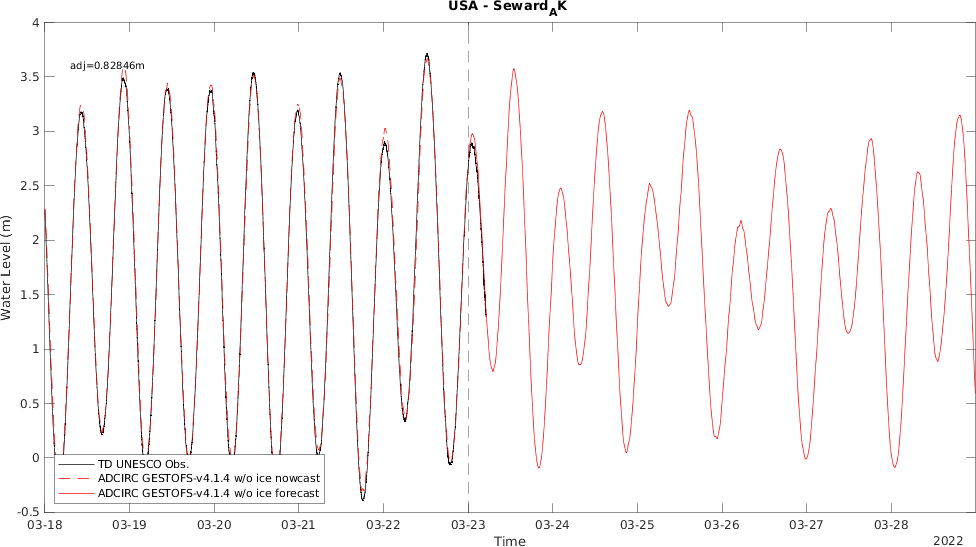 USA - Seward_AK
4
3.5
3
2.5
2
1.5
1
0.5
0
-0.5
Water Level (m)
adj=0.82846m
TD UNESCO Obs.
ADCIRC GESTOFS-v4.1.4 w/o ice nowcast
ADCIRC GESTOFS-v4.1.4 w/o ice forecast
03-18 03-19 03-20 03-21 03-22 03-23 03-24 03-25 03-26 03-27 03-28
Time
2022